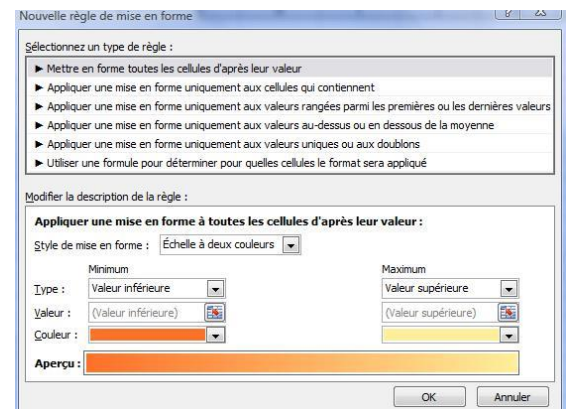 Nouvelle règle de mise en forme
Sélectionnez un type de règle :
► Mettre en forme toutes les cellules d'après leur valeur
► Appliquer une mise en forme uniquement aux cellules qui contiennent
► Appliquer une mise en forme uniquement aux valeurs rangées parmi les premières ou les dernières valeurs
► Appliquer une mise en forme uniquement aux valeurs au-dessus ou en dessous de la moyenne
► Appliquer une mise en forme uniquement aux valeurs uniques ou aux doublons
► Utiliser une formule pour déterminer pour quelles cellules le format sera appliqué
Modifier la description de la règle :
Appliquer une mise en forme à toutes les cellules d'après leur valeur :
Style de mise en forme : Échelle à deux couleurs
Minimum Maximum
Type : Valeur inférieure Valeur supérieure
Valeur : (Valeur inférieure) (Valeur supérieure)
Couleur :
Aperçu :
OK Annuler